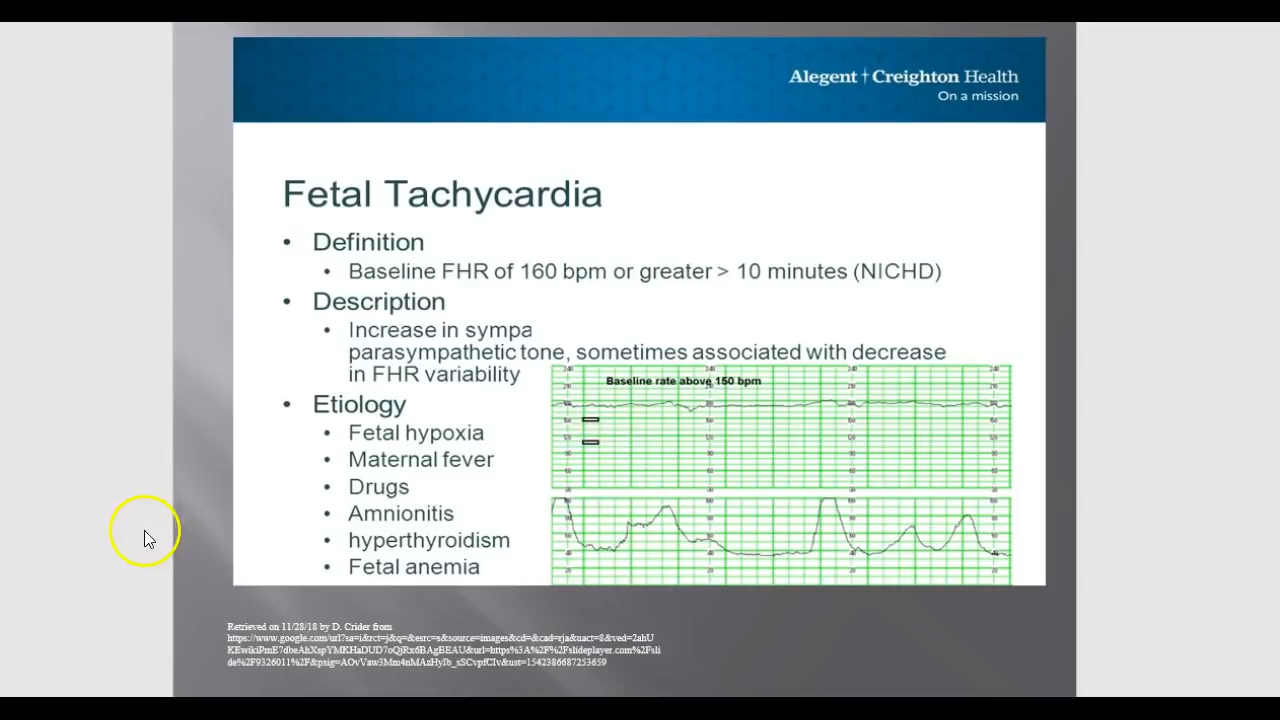 Alegent Creighton Health
On a mission
Fetal Tachycardia
• Definition
• Baseline FHR of 160 bpm or greater > 10 minutes (NICHD)
• Description
• Increase in sympa
parasympathetic tone, sometimes associated with decrease
in FHR variability
Baseline rate above 150 bpm
• Etiology
• Fetal hypoxia
• Maternal fever
• Drugs
• Amnionitis
• hyperthyroidism
• Fetal anemia
Retrieved on 11/28/18 by D. Crider from
https://www.google.com/url?sa=i&rct=j&q=&esrc=s&source=images&cd=&cad=rja&uact=8&ved=2ahU
KEwikiPmE7dbeAhXspYMKHaDUD7oQjRx6BAgBEAU&url=https%3A%2F%2Fslideplayer.com%2Fsli
de%2F9326011%2F&psig=AOvVaw3Mm4nMAzHyIb_sSCvpfCIv&ust=1542386687253659